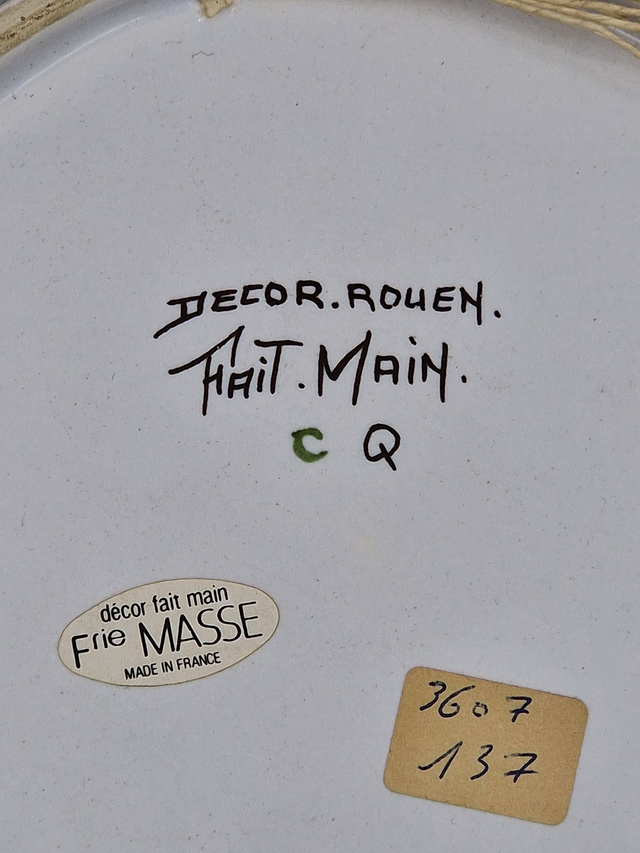 DECOR.ROUEN.
FAiT.MAiN.
C Q
décor fait main
Frie MASSE
MADE IN FRANCE
3607
137